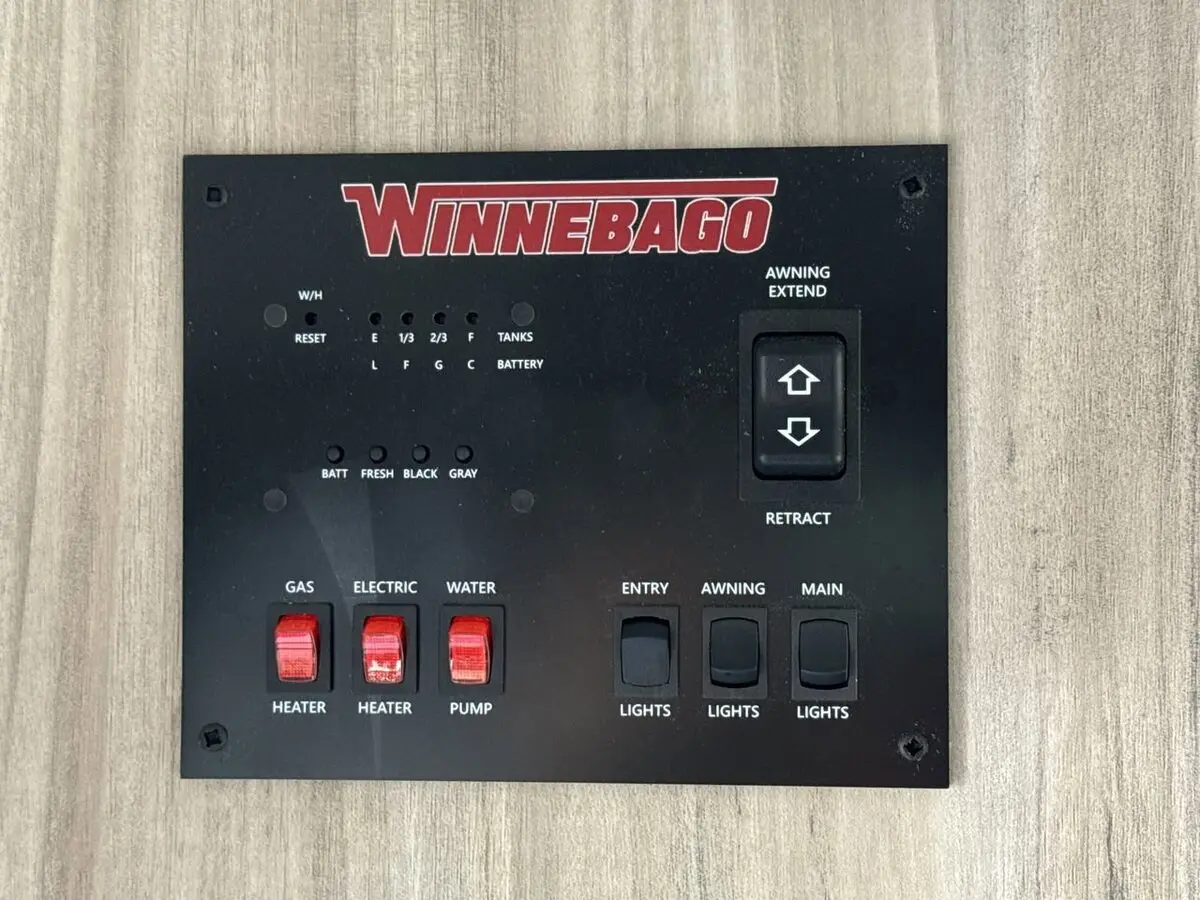 WINNEBAGO
AWNING
EXTEND
W/H
RESET
E 1/3 2/3 F TANKS
L F G C BATTERY
BATT FRESH BLACK GRAY
RETRACT
GAS ELECTRIC WATER
HEATER HEATER PUMP
ENTRY AWNING MAIN
LIGHTS LIGHTS LIGHTS